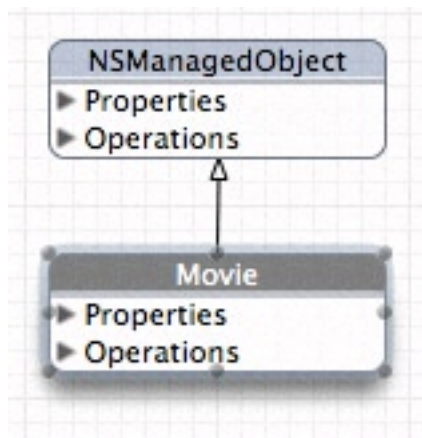 NSManagedObject
Properties
Operations
Movie
Properties
Operations